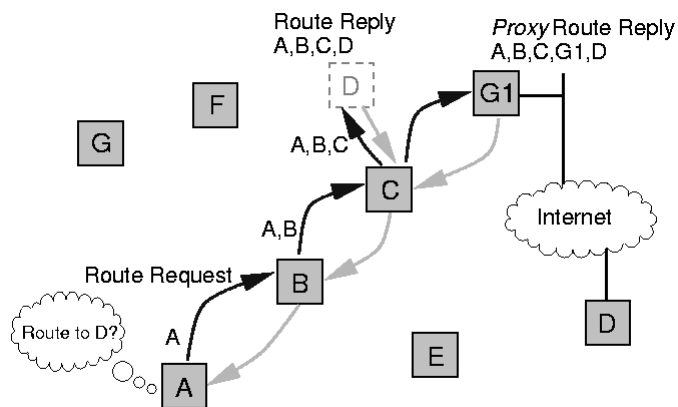 Route Reply
A,B,C,D
Proxy Route Reply
A,B,C,G1,D
D
G1
F
G
A,B,C
C
Internet
A,B
Route Request
B
Route to D?
A
A
E
D